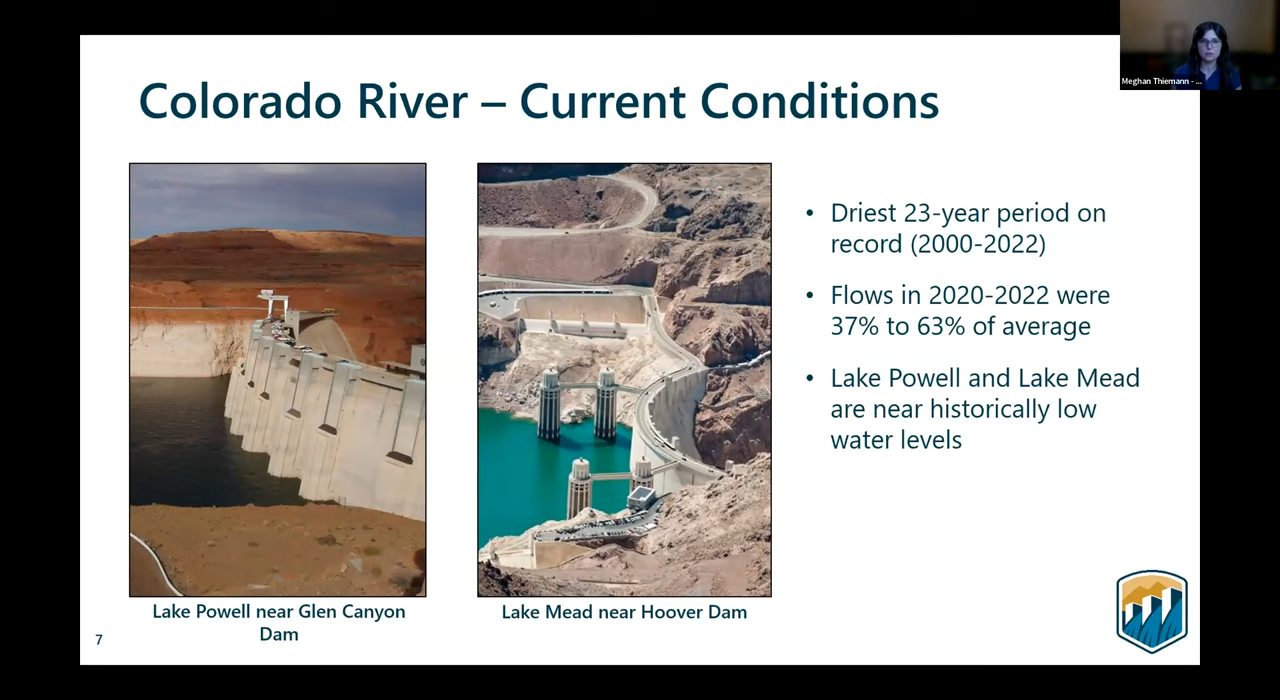 Meghan Thiemann - ...
Colorado River – Current Conditions
• Driest 23-year period on
record (2000-2022)
• Flows in 2020-2022 were
37% to 63% of average
• Lake Powell and Lake Mead
are near historically low
water levels
Lake Powell near Glen Canyon
Dam
Lake Mead near Hoover Dam
7